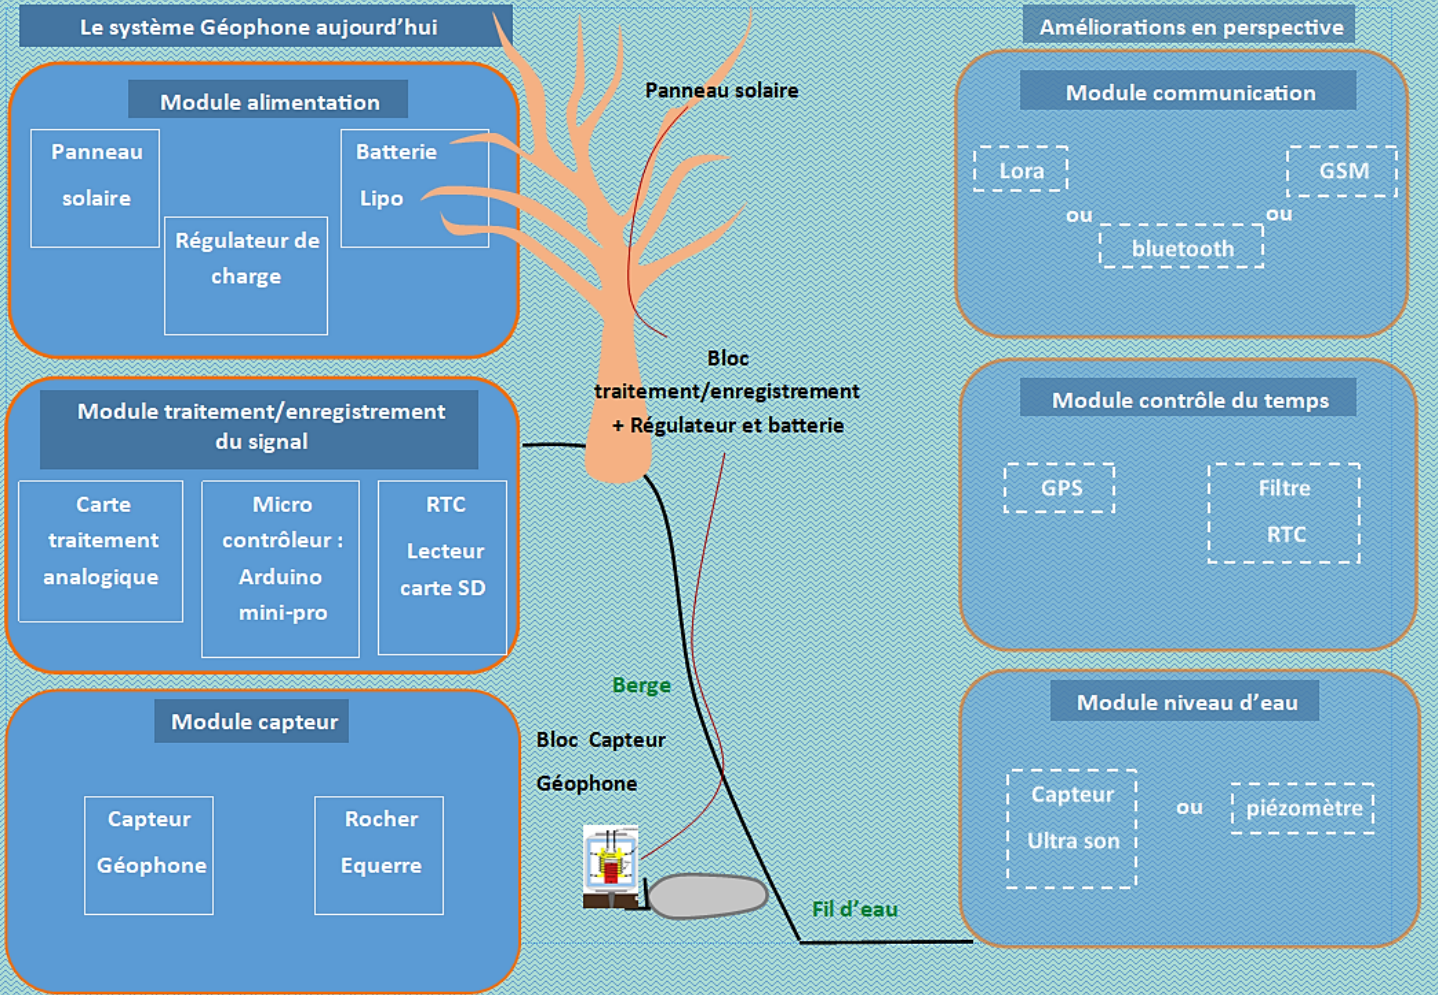 Le système Géophone aujourd’hui
Module alimentation
Panneau
solaire
Batterie
Lipo
Régulateur de
charge
Module traitement/enregistrement
du signal
Carte
traitement
analogique
Micro
contrôleur :
Arduino
mini-pro
RTC
Lecteur
carte SD
Module capteur
Capteur
Géophone
Rocher
Equerre
Panneau solaire
Bloc
traitement/enregistrement
+ Régulateur et batterie
Berge
Bloc Capteur
Géophone
Fil d’eau
Améliorations en perspective
Module communication
Lora
ou
bluetooth
ou
GSM
Module contrôle du temps
GPS
Filtre
RTC
Module niveau d’eau
Capteur
Ultra son
ou
piézomètre